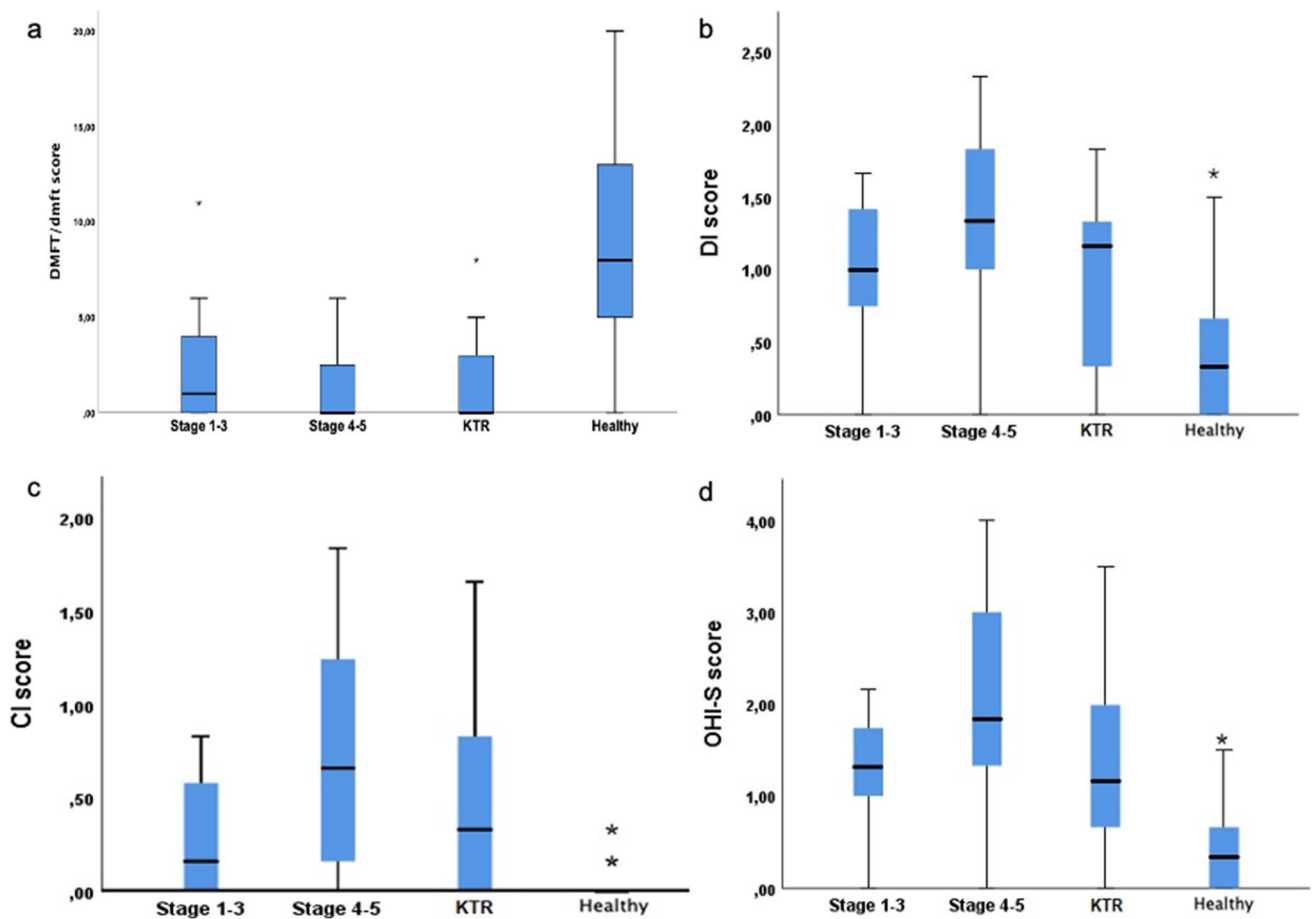 a
20,00
15,00
10,00
5,00
,00
DMFT/dmft score
Stage 1-3 Stage 4-5 KTR Healthy
b
2,50
2,00
1,50
1,00
,50
,00
DI score
*
Stage 1-3 Stage 4-5 KTR Healthy
c
2,00
1,50
1,00
,50
,00
CI score
*
*
Stage 1-3 Stage 4-5 KTR Healthy
d
4,00
3,00
2,00
1,00
,00
OHI-S score
*
Stage 1-3 Stage 4-5 KTR Healthy